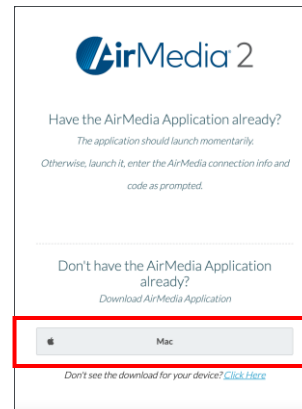 AirMedia 2
Have the AirMedia Application already?
The application should launch momentarily.
Otherwise, launch it, enter the AirMedia connection info and
code as prompted.
Don't have the AirMedia Application
already?
Download AirMedia Application
Mac
Don't see the download for your device? Click Here